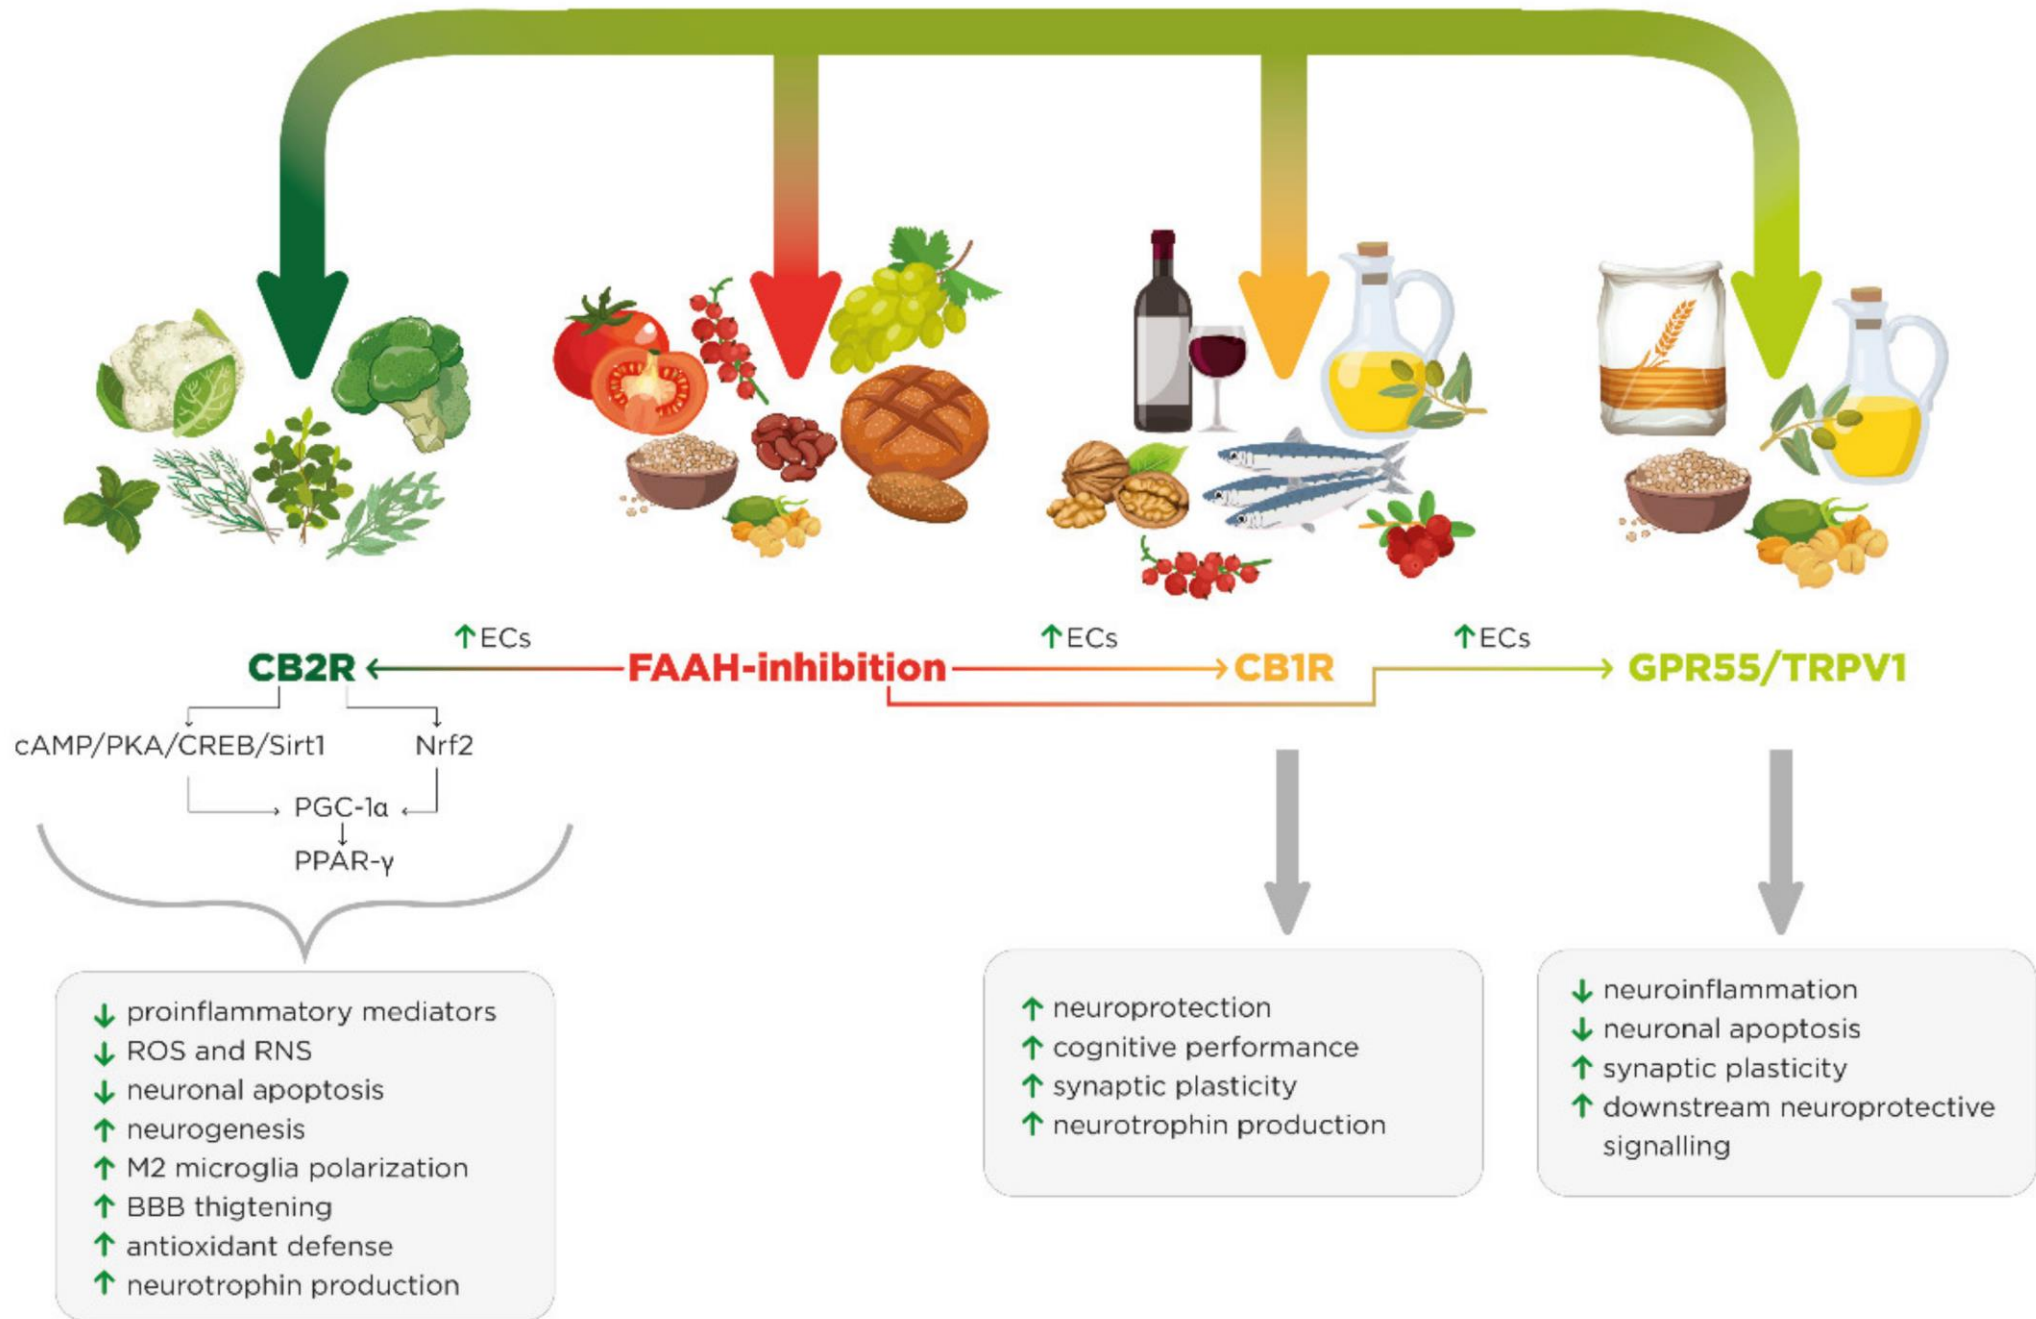 ↑ECs
↑ECs
↑ECs
CB2R
FAAH-inhibition
CB1R
GPR55/TRPV1
cAMP/PKA/CREB/Sirt1
Nrf2
PGC-1α
PPAR-γ
↓ proinflammatory mediators
↓ ROS and RNS
↓ neuronal apoptosis
↑ neurogenesis
↑ M2 microglia polarization
↑ BBB thigtening
↑ antioxidant defense
↑ neurotrophin production
↑ neuroprotection
↑ cognitive performance
↑ synaptic plasticity
↑ neurotrophin production
↓ neuroinflammation
↓ neuronal apoptosis
↑ synaptic plasticity
↑ downstream neuroprotective
signalling